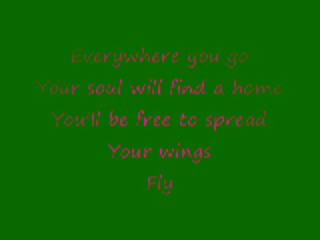 Everywhere you go
Your soul will find a home
You'll be free to spread
Your wings
Fly